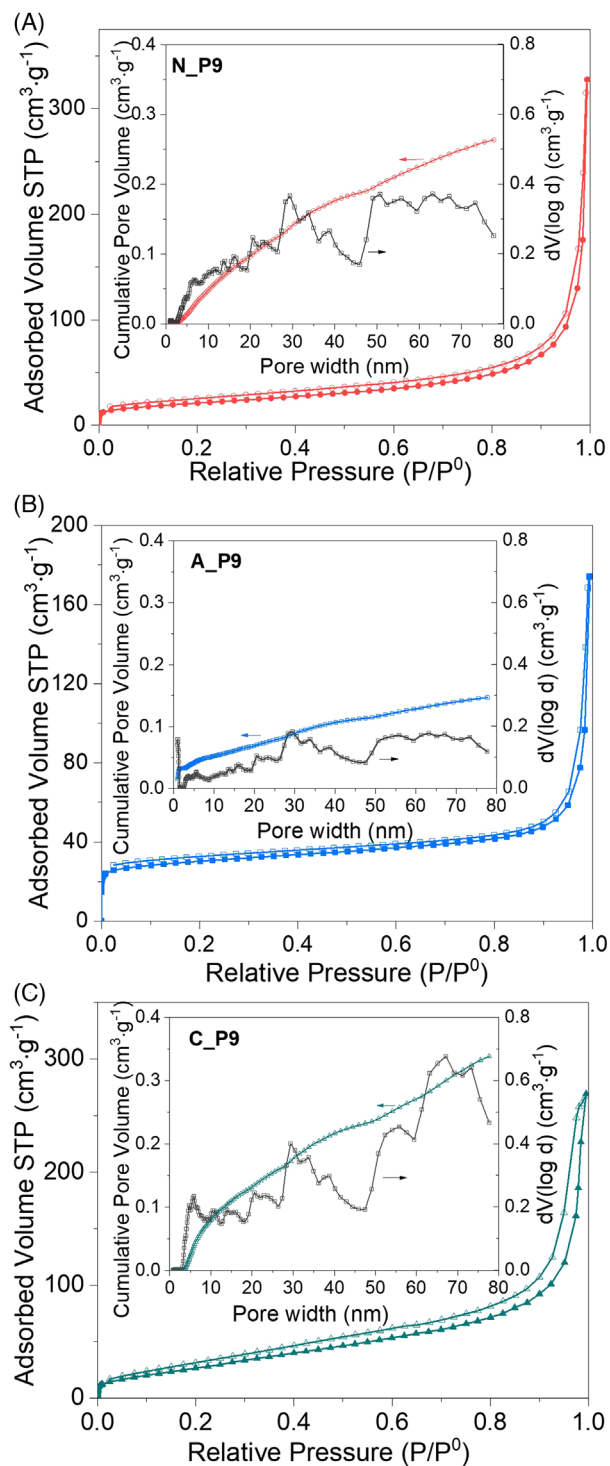 (A)
N_P9
Adsorbed Volume STP (cm³·g⁻¹)
300
200
100
0
0.0 0.2 0.4 0.6 0.8 1.0
Relative Pressure (P/P⁰)
Cumulative Pore Volume (cm³·g⁻¹)
0.4
0.3
0.2
0.1
0.0
0 10 20 30 40 50 60 70 80
Pore width (nm)
0.8
0.6
0.4
0.2
0.0
dV(log d) (cm³·g⁻¹)
(B)
A_P9
Adsorbed Volume STP (cm³·g⁻¹)
200
160
120
80
40
0
0.0 0.2 0.4 0.6 0.8 1.0
Relative Pressure (P/P⁰)
Cumulative Pore Volume (cm³·g⁻¹)
0.4
0.3
0.2
0.1
0.0
0 10 20 30 40 50 60 70 80
Pore width (nm)
0.8
0.6
0.4
0.2
0.0
dV(log d) (cm³·g⁻¹)
(C)
C_P9
Adsorbed Volume STP (cm³·g⁻¹)
300
200
100
0
0.0 0.2 0.4 0.6 0.8 1.0
Relative Pressure (P/P⁰)
Cumulative Pore Volume (cm³·g⁻¹)
0.4
0.3
0.2
0.1
0.0
0 10 20 30 40 50 60 70 80
Pore width (nm)
0.8
0.6
0.4
0.2
0.0
dV(log d) (cm³·g⁻¹)